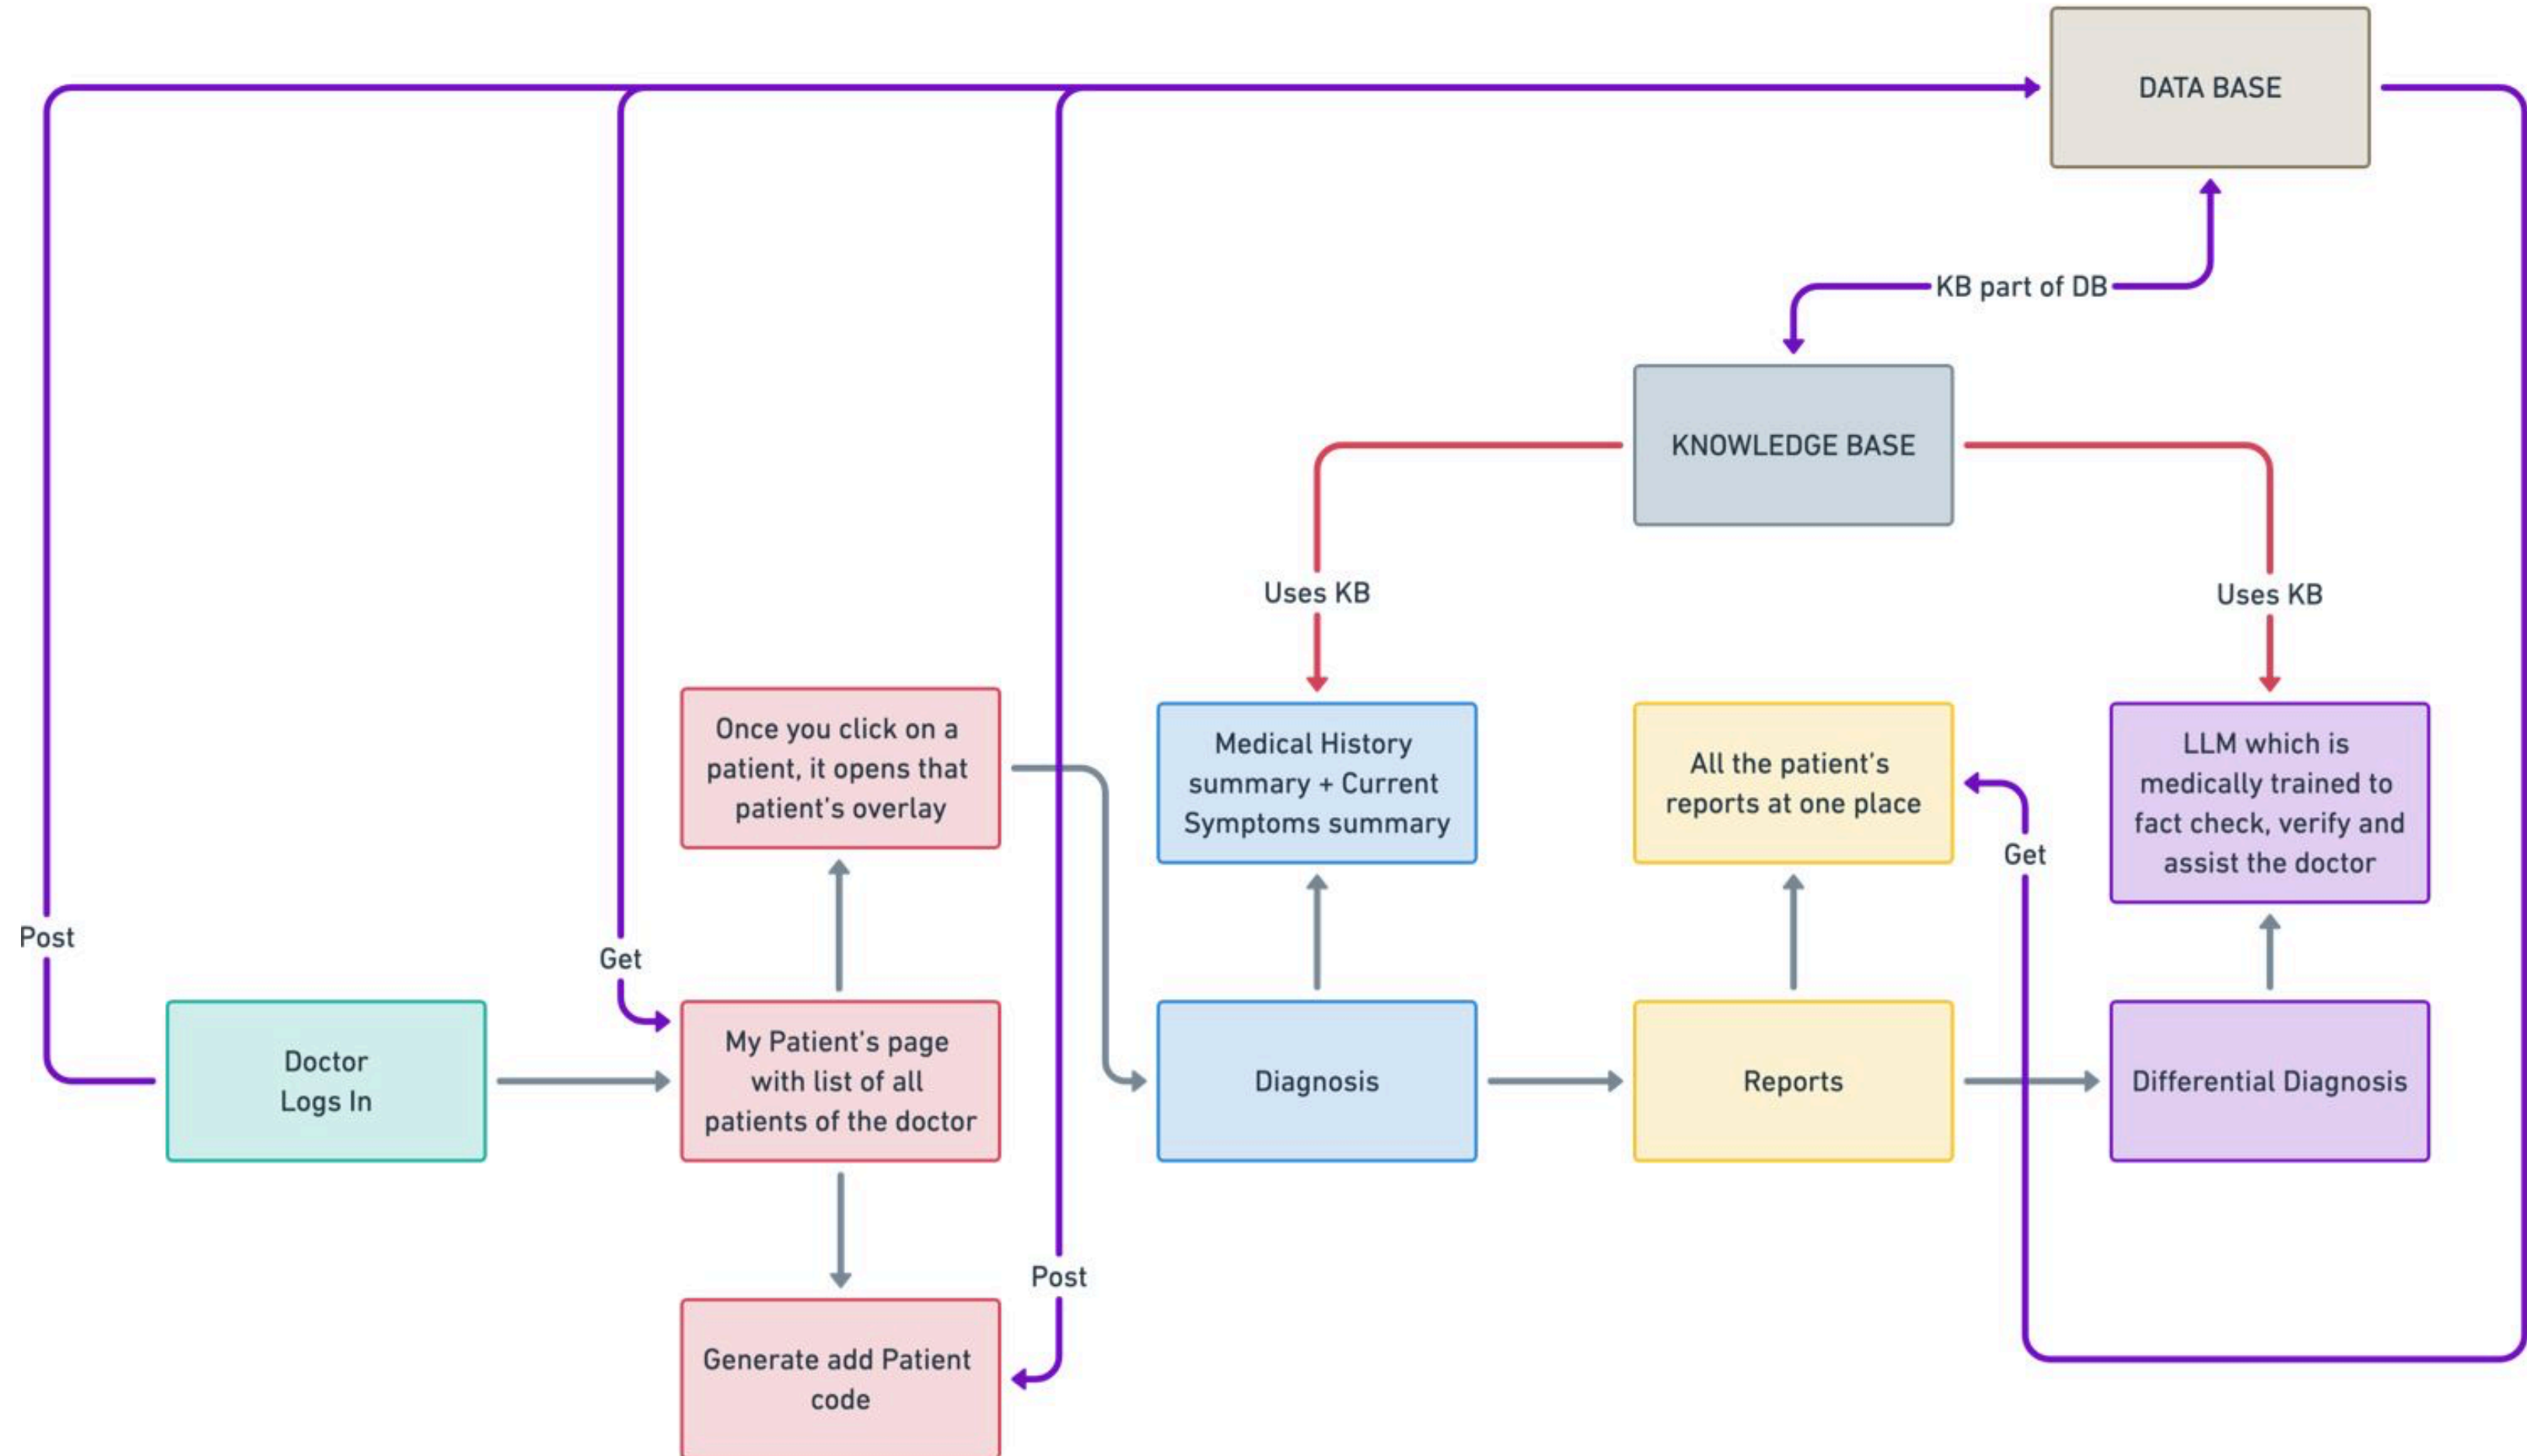 DATA BASE
KB part of DB
KNOWLEDGE BASE
Uses KB
Uses KB
Once you click on a
patient, it opens that
patient's overlay
Medical History
summary + Current
Symptoms summary
All the patient's
reports at one place
LLM which is
medically trained to
fact check, verify and
assist the doctor
Get
Post
Get
Doctor
Logs In
My Patient's page
with list of all
patients of the doctor
Diagnosis
Reports
Differential Diagnosis
Post
Generate add Patient
code